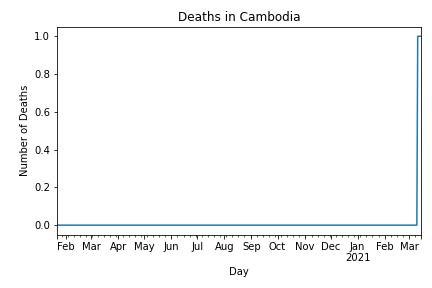 Deaths in Cambodia
1.0
0.8
0.6
0.4
0.2
0.0
Number of Deaths
Feb Mar Apr May Jun Jul Aug Sep Oct Nov Dec Jan Feb Mar
2021
Day